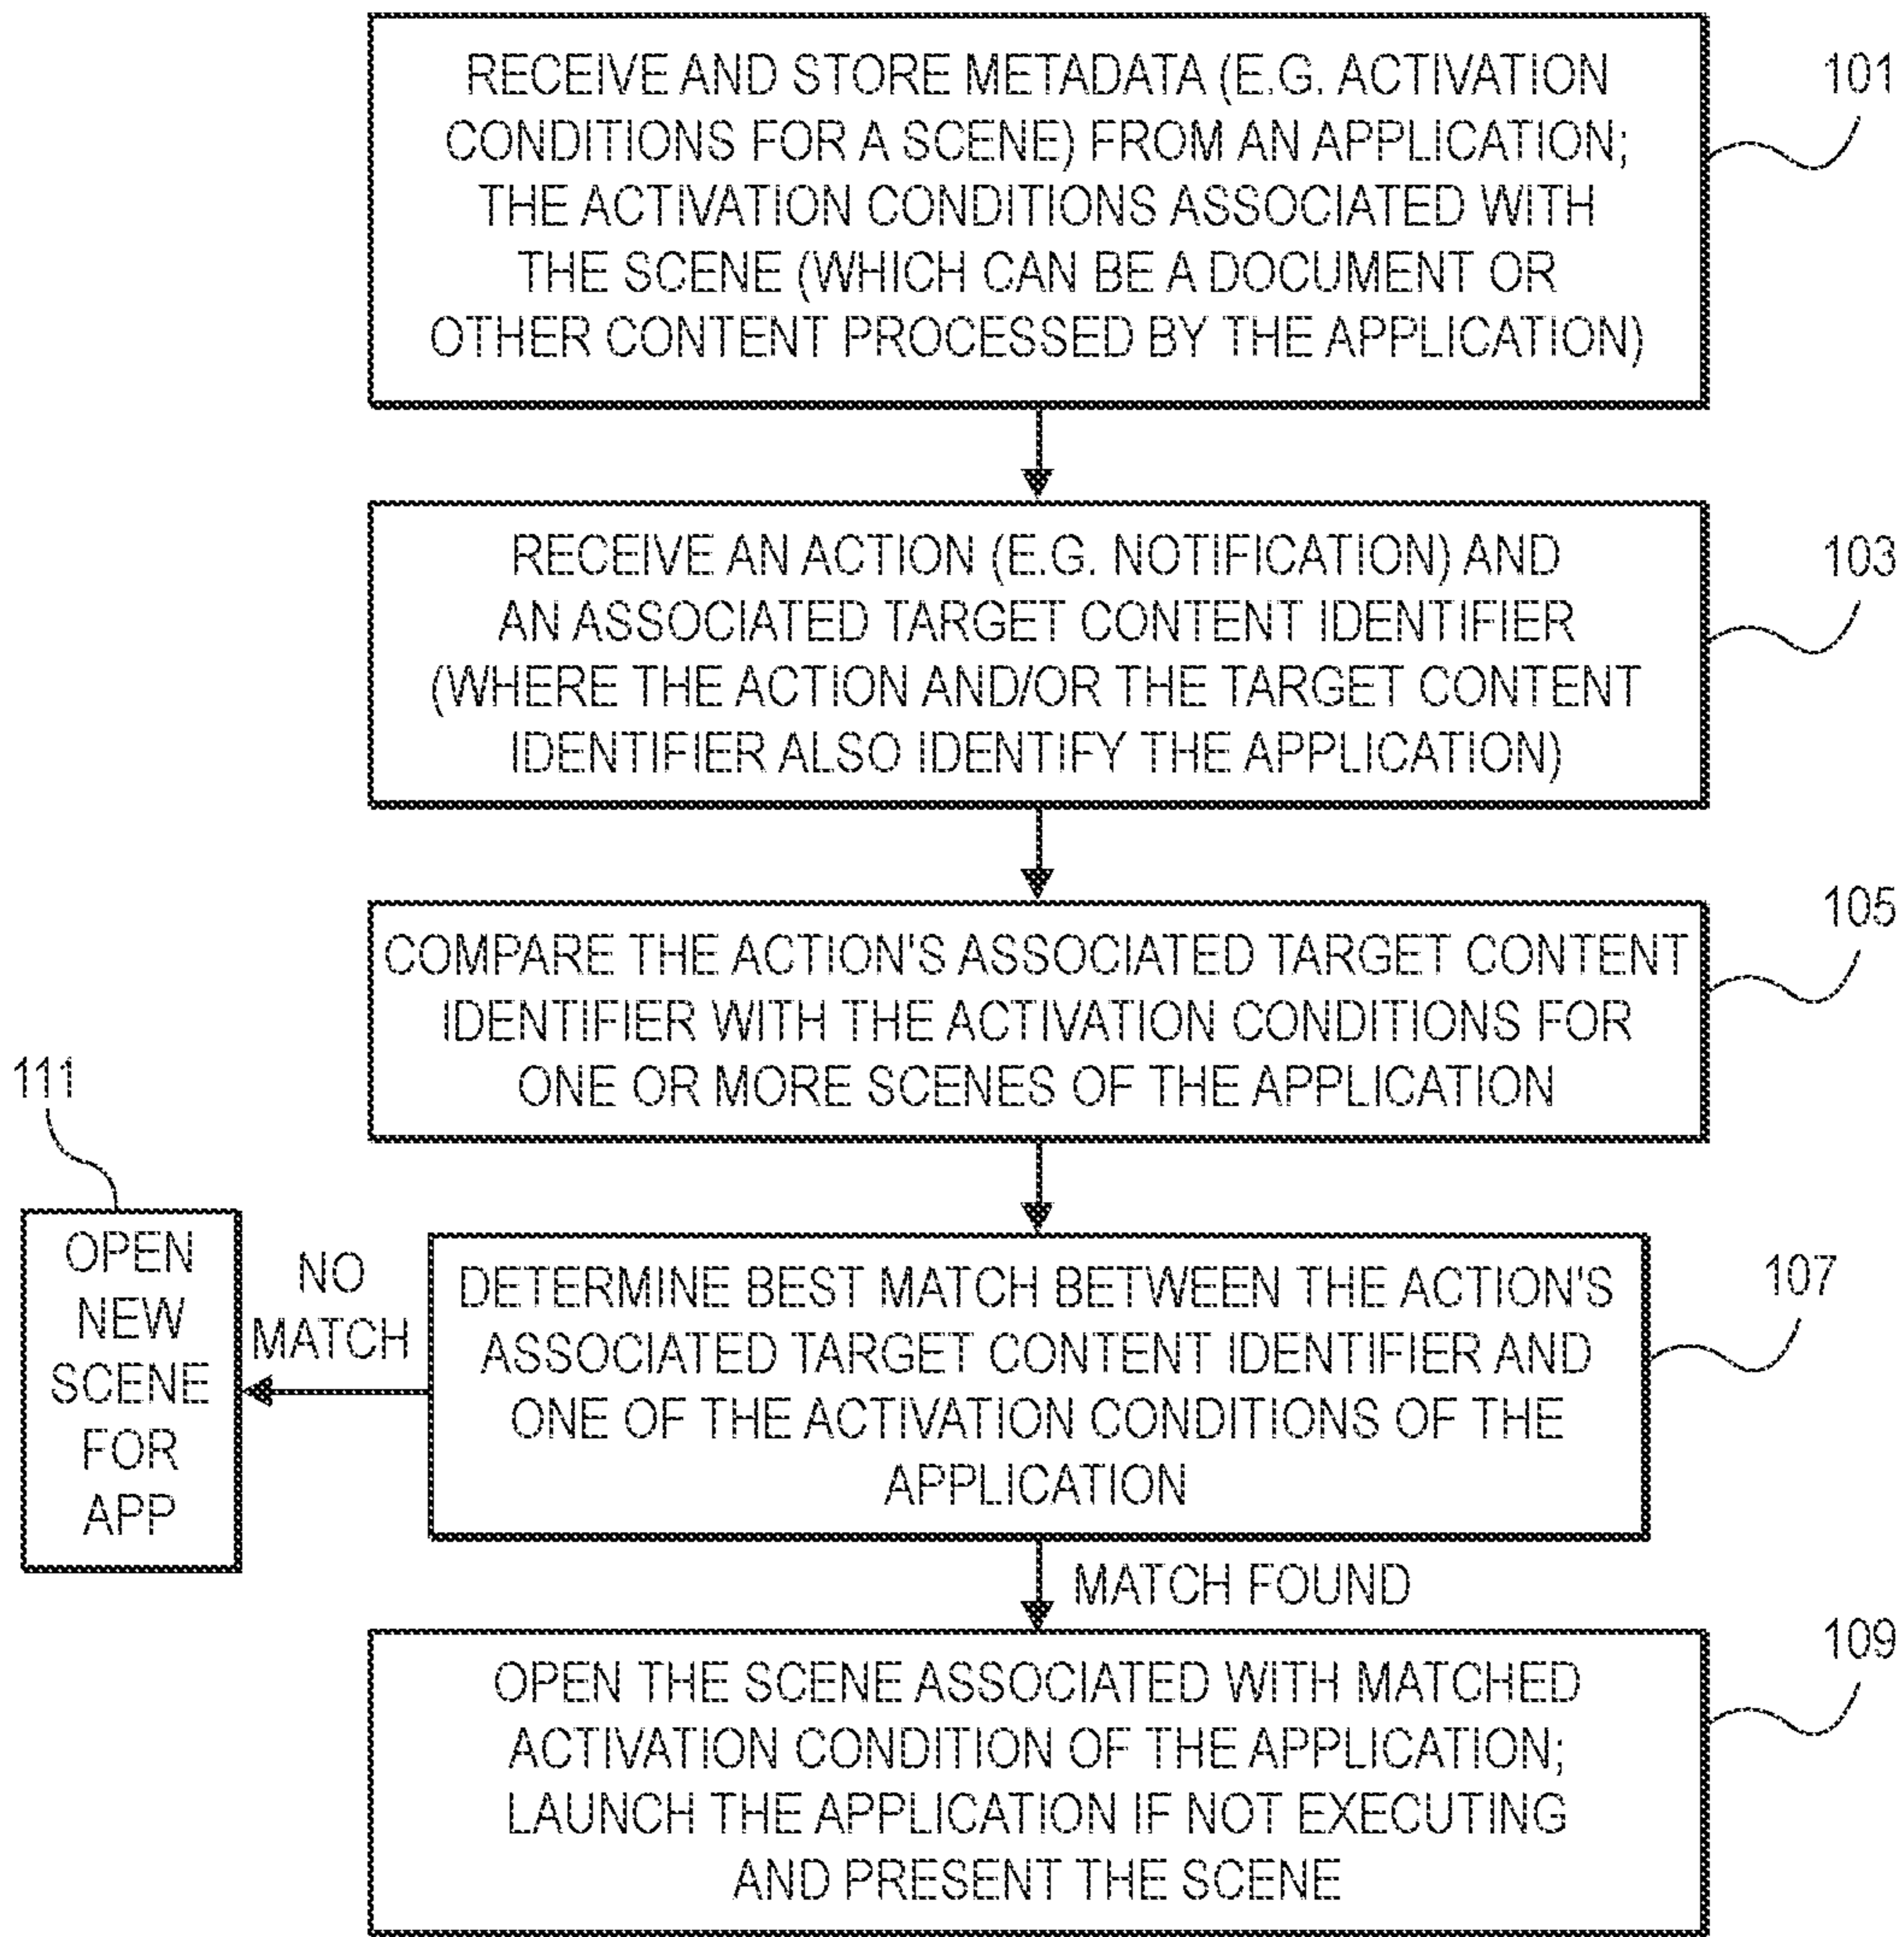 RECEIVE AND STORE METADATA (E.G. ACTIVATION
CONDITIONS FOR A SCENE) FROM AN APPLICATION;
THE ACTIVATION CONDITIONS ASSOCIATED WITH
THE SCENE (WHICH CAN BE A DOCUMENT OR
OTHER CONTENT PROCESSED BY THE APPLICATION)
101
RECEIVE AN ACTION (E.G. NOTIFICATION) AND
AN ASSOCIATED TARGET CONTENT IDENTIFIER
(WHERE THE ACTION AND/OR THE TARGET CONTENT
IDENTIFIER ALSO IDENTIFY THE APPLICATION)
103
COMPARE THE ACTION'S ASSOCIATED TARGET CONTENT
IDENTIFIER WITH THE ACTIVATION CONDITIONS FOR
ONE OR MORE SCENES OF THE APPLICATION
105
111
OPEN
NEW
SCENE
FOR
APP
NO
MATCH
DETERMINE BEST MATCH BETWEEN THE ACTION'S
ASSOCIATED TARGET CONTENT IDENTIFIER AND
ONE OF THE ACTIVATION CONDITIONS OF THE
APPLICATION
107
MATCH FOUND
OPEN THE SCENE ASSOCIATED WITH MATCHED
ACTIVATION CONDITION OF THE APPLICATION;
LAUNCH THE APPLICATION IF NOT EXECUTING
AND PRESENT THE SCENE
109